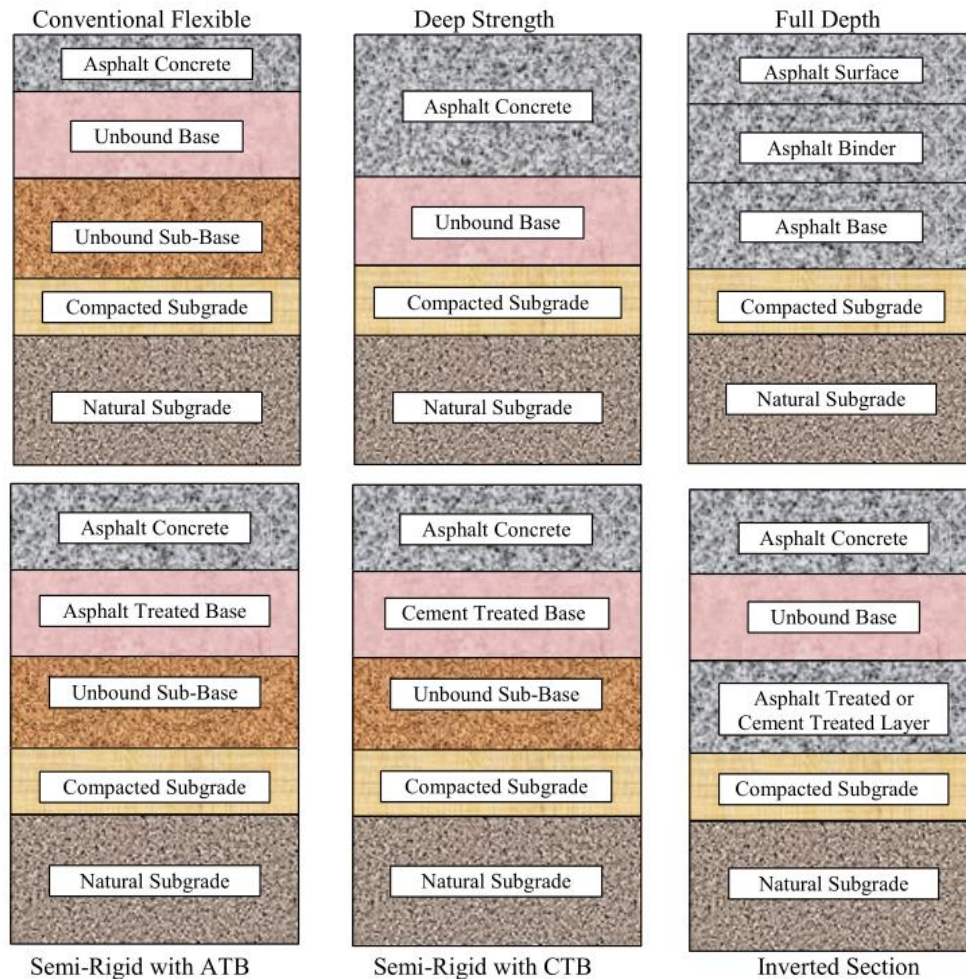 Conventional Flexible
Asphalt Concrete
Unbound Base
Unbound Sub-Base
Compacted Subgrade
Natural Subgrade
Deep Strength
Asphalt Concrete
Unbound Base
Compacted Subgrade
Natural Subgrade
Full Depth
Asphalt Surface
Asphalt Binder
Asphalt Base
Compacted Subgrade
Natural Subgrade
Asphalt Concrete
Asphalt Treated Base
Unbound Sub-Base
Compacted Subgrade
Natural Subgrade
Semi-Rigid with ATB
Asphalt Concrete
Cement Treated Base
Unbound Sub-Base
Compacted Subgrade
Natural Subgrade
Semi-Rigid with CTB
Asphalt Concrete
Unbound Base
Asphalt Treated or
Cement Treated Layer
Compacted Subgrade
Natural Subgrade
Inverted Section